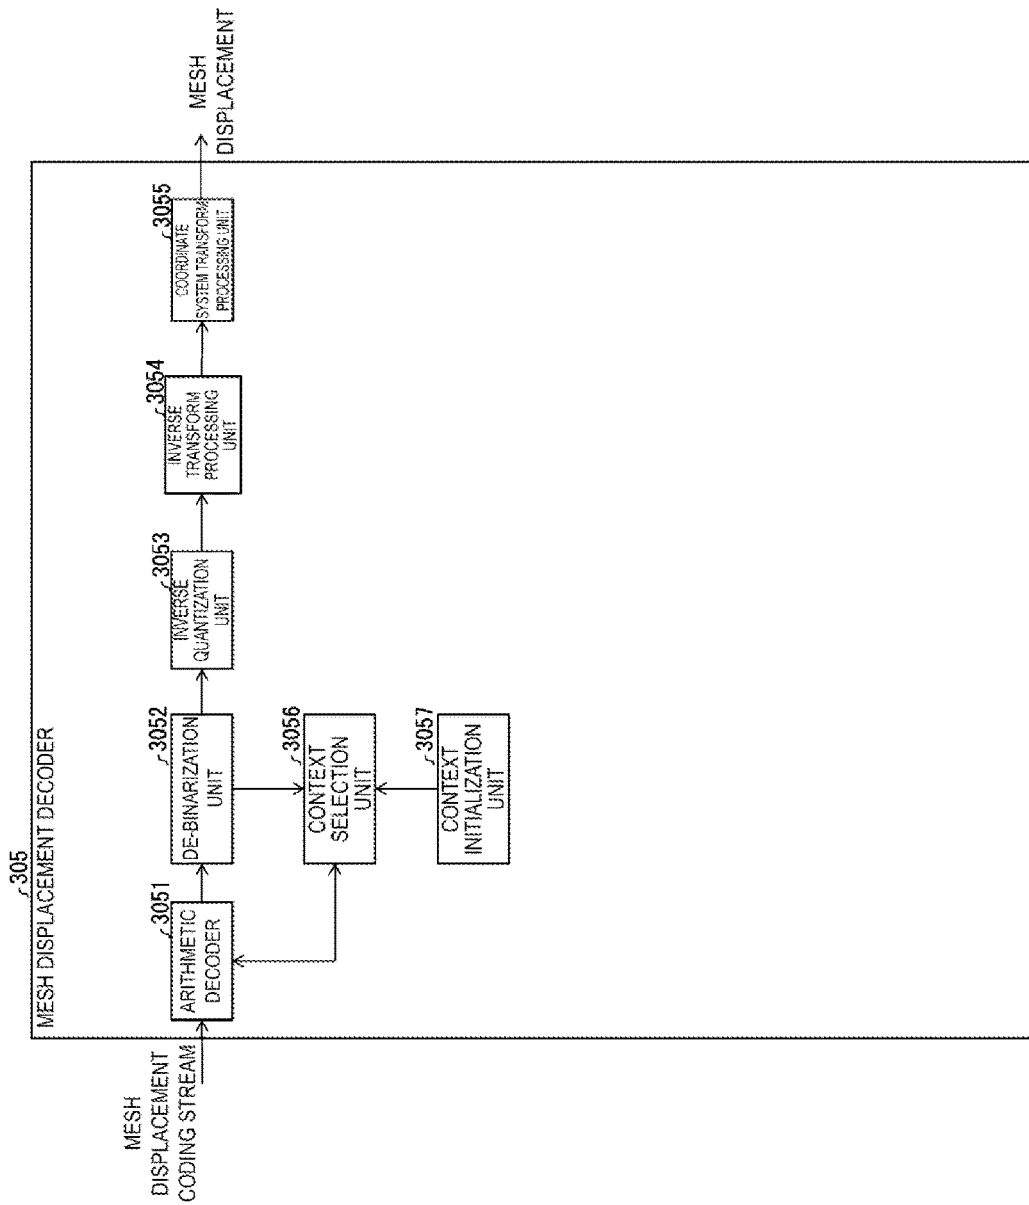 305
MESH DISPLACEMENT DECODER
MESH
DISPLACEMENT
CODING STREAM
3051
ARITHMETIC
DECODER
3052
DE-BINARIZATION
UNIT
3053
INVERSE
QUANTIZATION
UNIT
3054
INVERSE
TRANSFORM
PROCESSING
UNIT
3055
COORDINATE
SYSTEM TRANSFORM
PROCESSING UNIT
MESH
DISPLACEMENT
3056
CONTEXT
SELECTION
UNIT
3057
CONTEXT
INITIALIZATION
UNIT